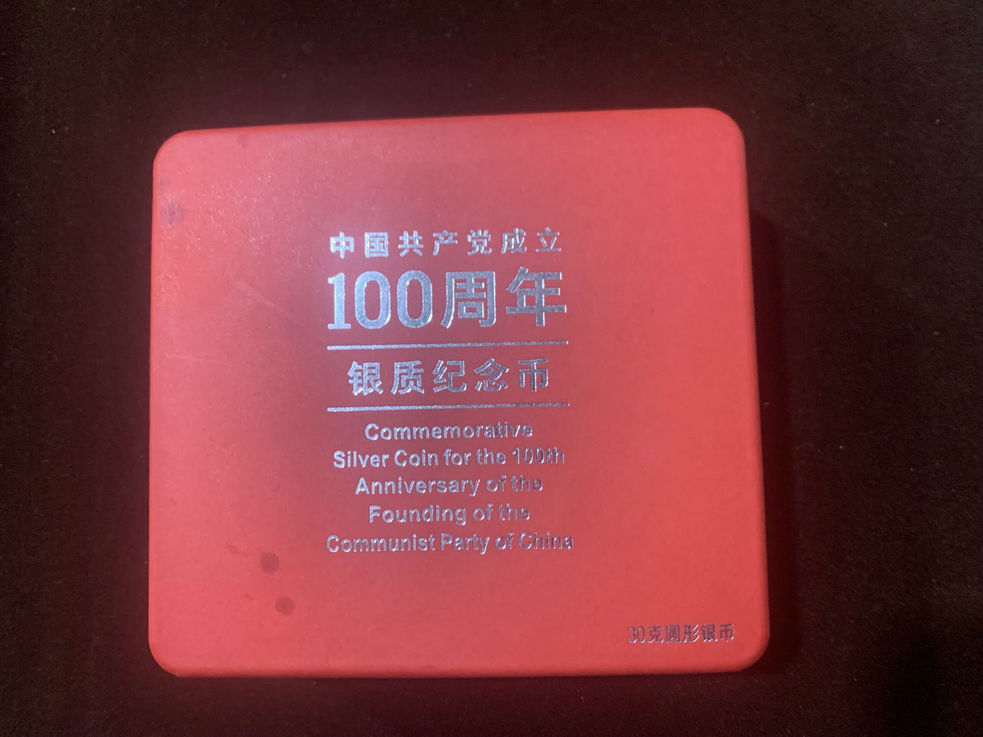 中国共产党成立
100周年
银质纪念币
Commemorative
Silver Coin for the 100th
Anniversary of the
Founding of the
Communist Party of China
30克圆形银币